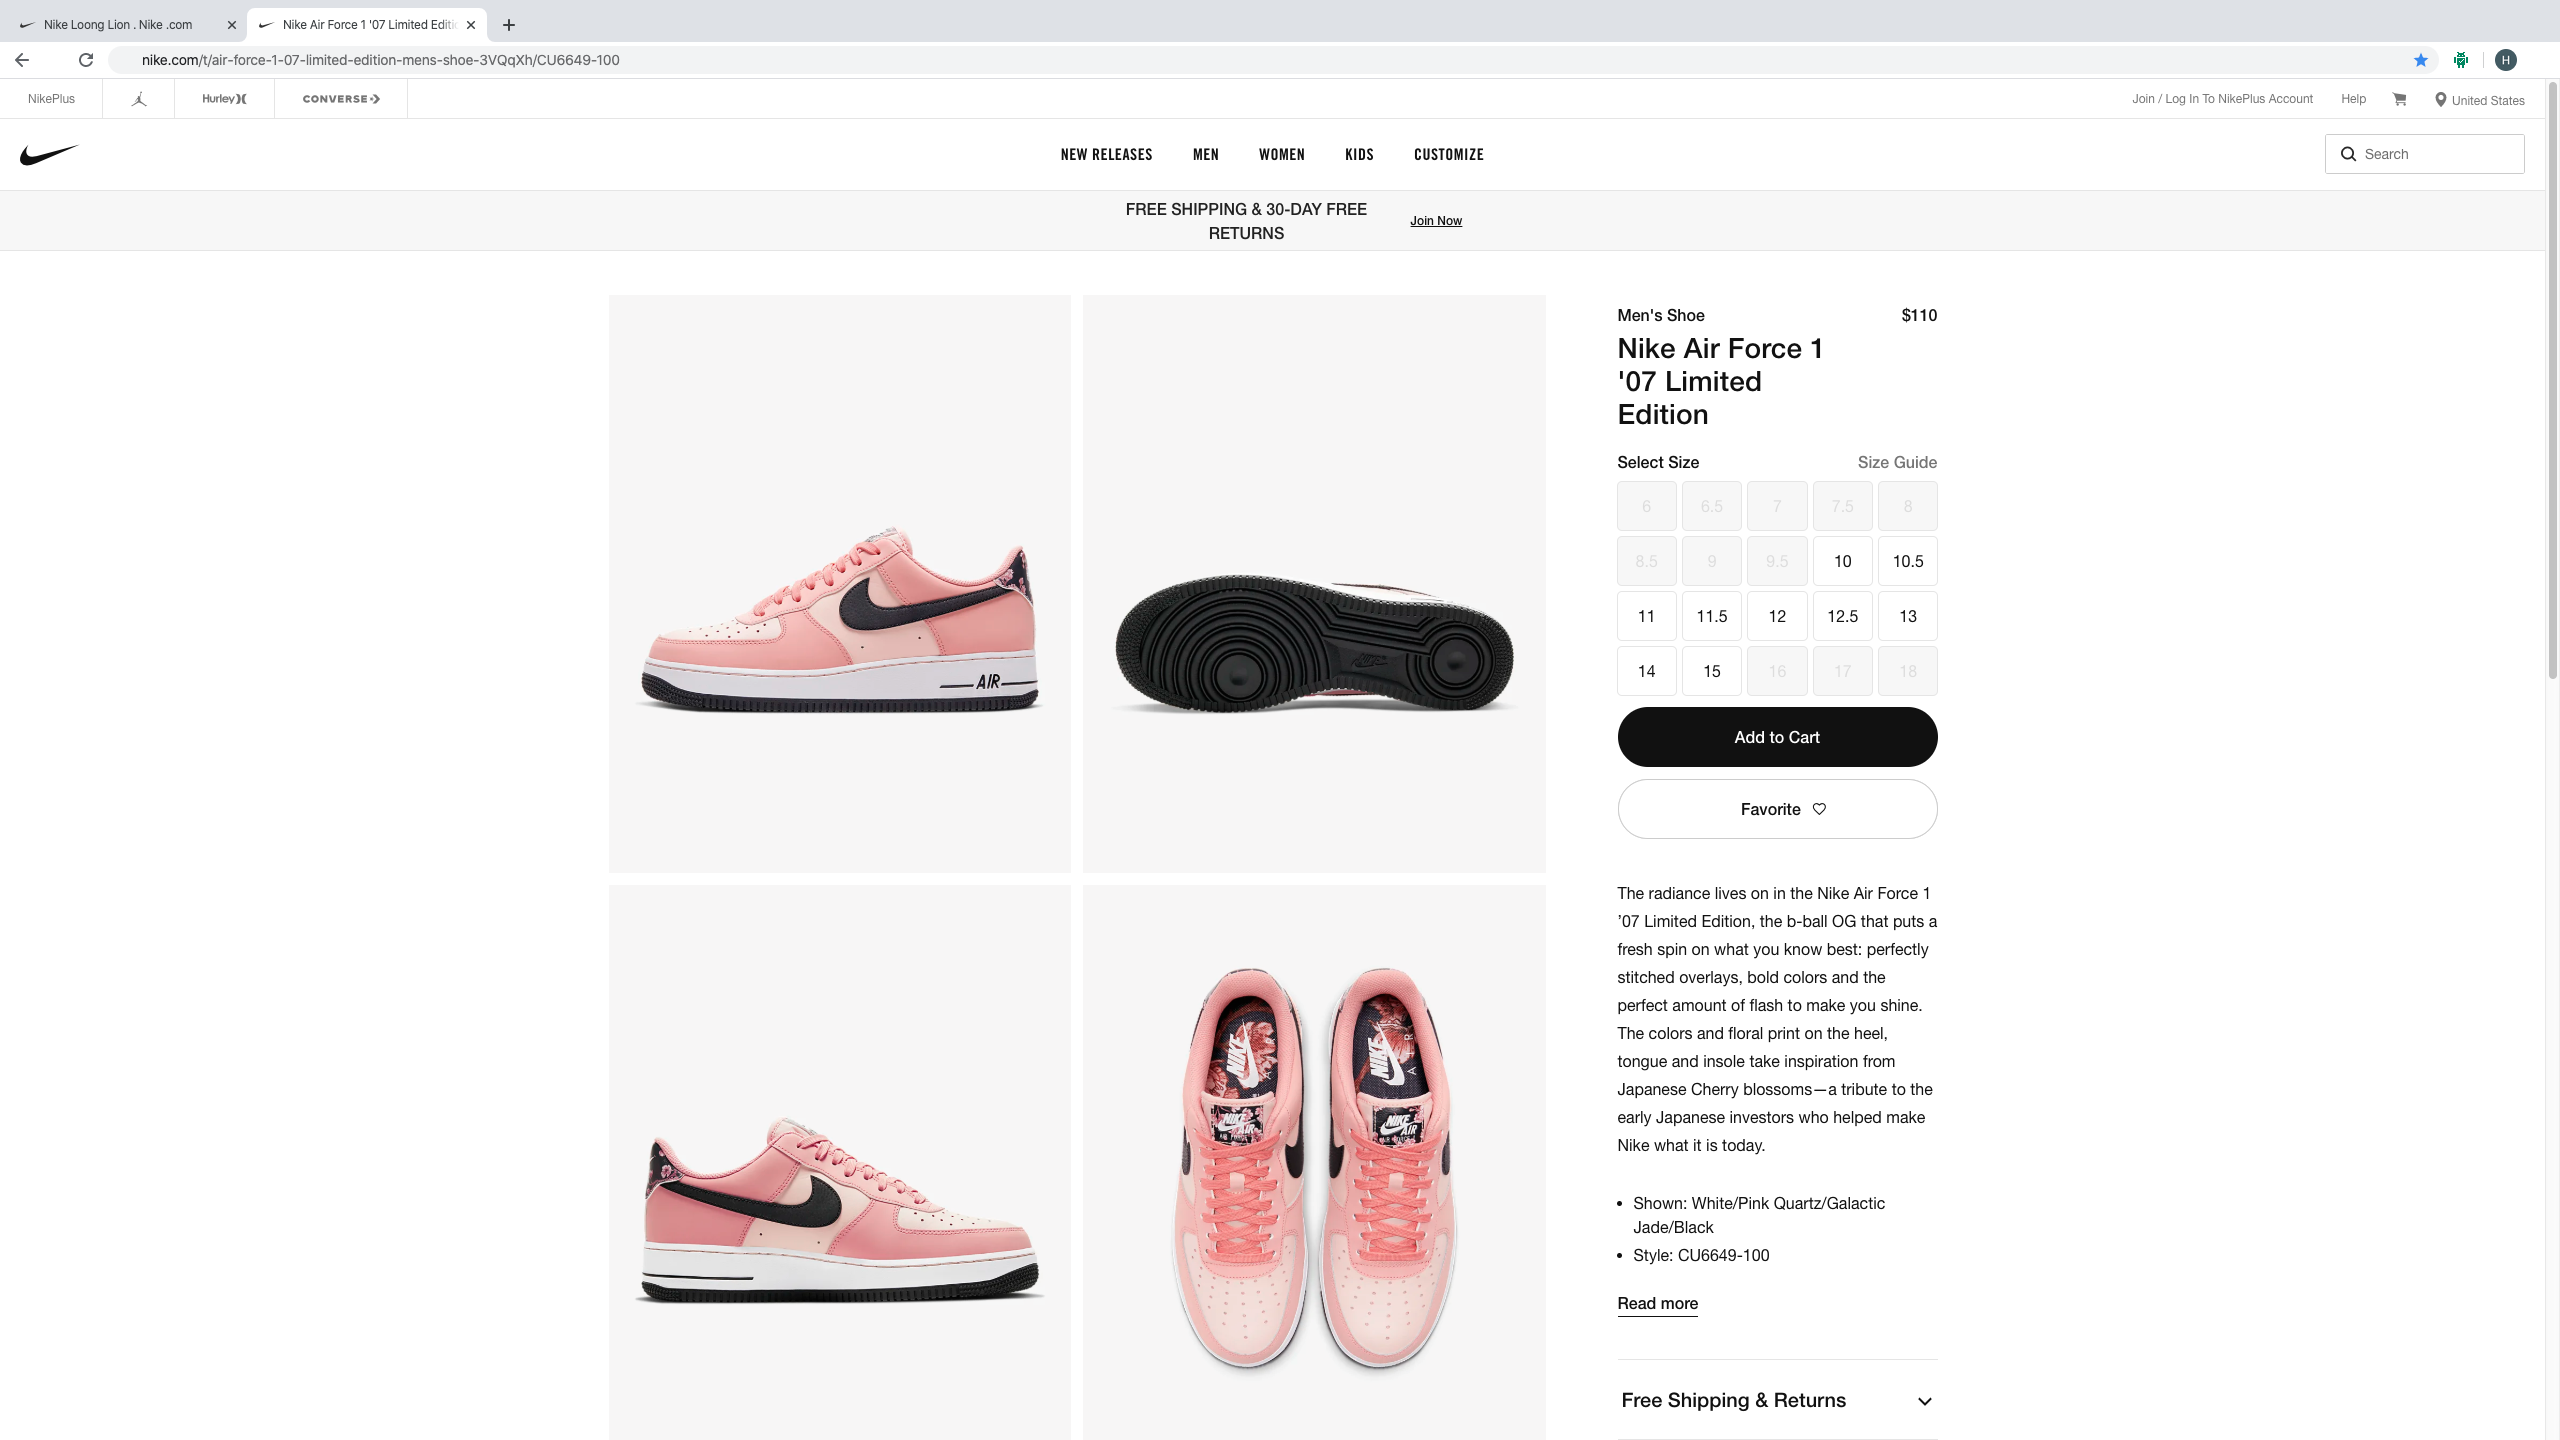 Nike Loong Lion . Nike .com
Nike Air Force 1 '07 Limited Editi
nike.com/t/air-force-1-07-limited-edition-mens-shoe-3VQqXh/CU6649-100
H
NikePlus
Hurley
CONVERSE
Join / Log In To NikePlus Account
Help
United States
NEW RELEASES
MEN
WOMEN
KIDS
CUSTOMIZE
Search
FREE SHIPPING & 30-DAY FREE
RETURNS
Join Now
AIR
NIKE
NIKE
NIKE
AIR
NIKE
AIR
Men's Shoe
$110
Nike Air Force 1
'07 Limited
Edition
Select Size
Size Guide
6 6.5 7 7.5 8
8.5 9 9.5 10 10.5
11 11.5 12 12.5 13
14 15 16 17 18
Add to Cart
Favorite
The radiance lives on in the Nike Air Force 1
’07 Limited Edition, the b-ball OG that puts a
fresh spin on what you know best: perfectly
stitched overlays, bold colors and the
perfect amount of flash to make you shine.
The colors and floral print on the heel,
tongue and insole take inspiration from
Japanese Cherry blossoms—a tribute to the
early Japanese investors who helped make
Nike what it is today.
• Shown: White/Pink Quartz/Galactic
Jade/Black
• Style: CU6649-100
Read more
Free Shipping & Returns